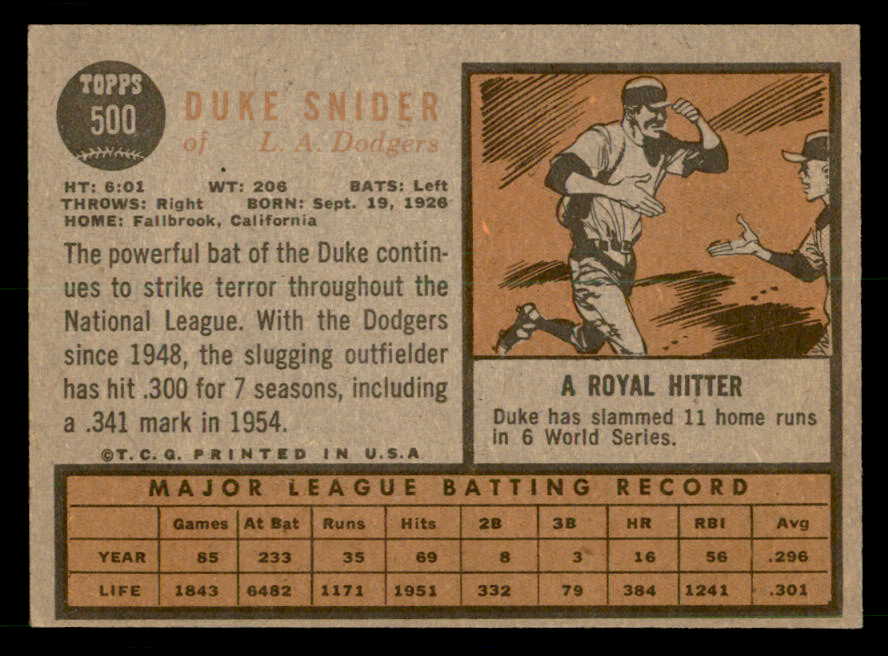 TOPPS
500
DUKE SNIDER
of L. A. Dodgers
HT: 6:01 WT: 206 BATS: Left
THROWS: Right BORN: Sept. 19, 1926
HOME: Fallbrook, California
The powerful bat of the Duke contin-
ues to strike terror throughout the
National League. With the Dodgers
since 1948, the slugging outfielder
has hit .300 for 7 seasons, including
a .341 mark in 1954.
©T. C. G. PRINTED IN U.S.A
A ROYAL HITTER
Duke has slammed 11 home runs
in 6 World Series.
MAJOR LEAGUE BATTING RECORD
Games At Bat Runs Hits 2B 3B HR RBI Avg
YEAR 85 233 35 69 8 3 16 56 .296
LIFE 1843 6482 1171 1951 332 79 384 1241 .301